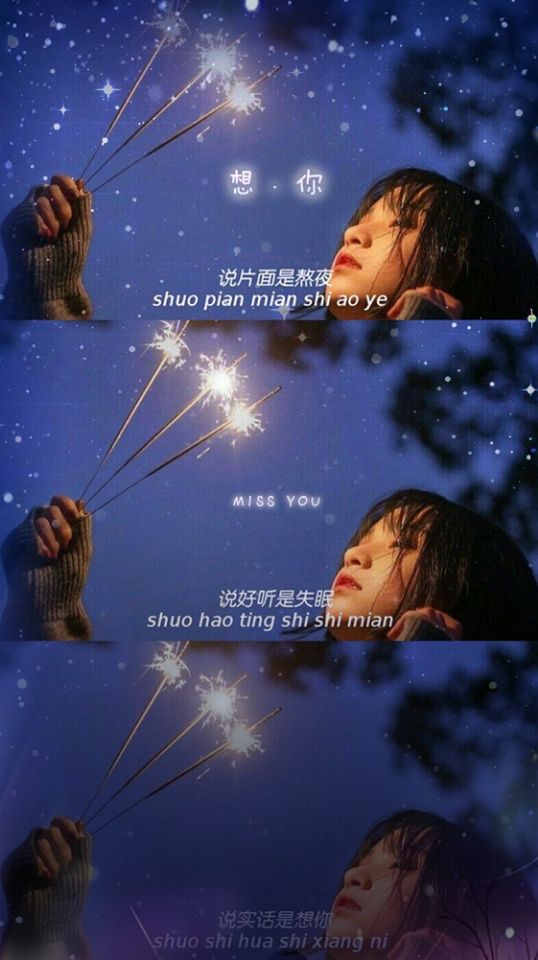 想 . 你
说片面是熬夜
shuo pian mian shi ao ye
MISS YOU
说好听是失眠
shuo hao ting shi shi mian
说实话是想你
shuo shi hua shi xiang ni